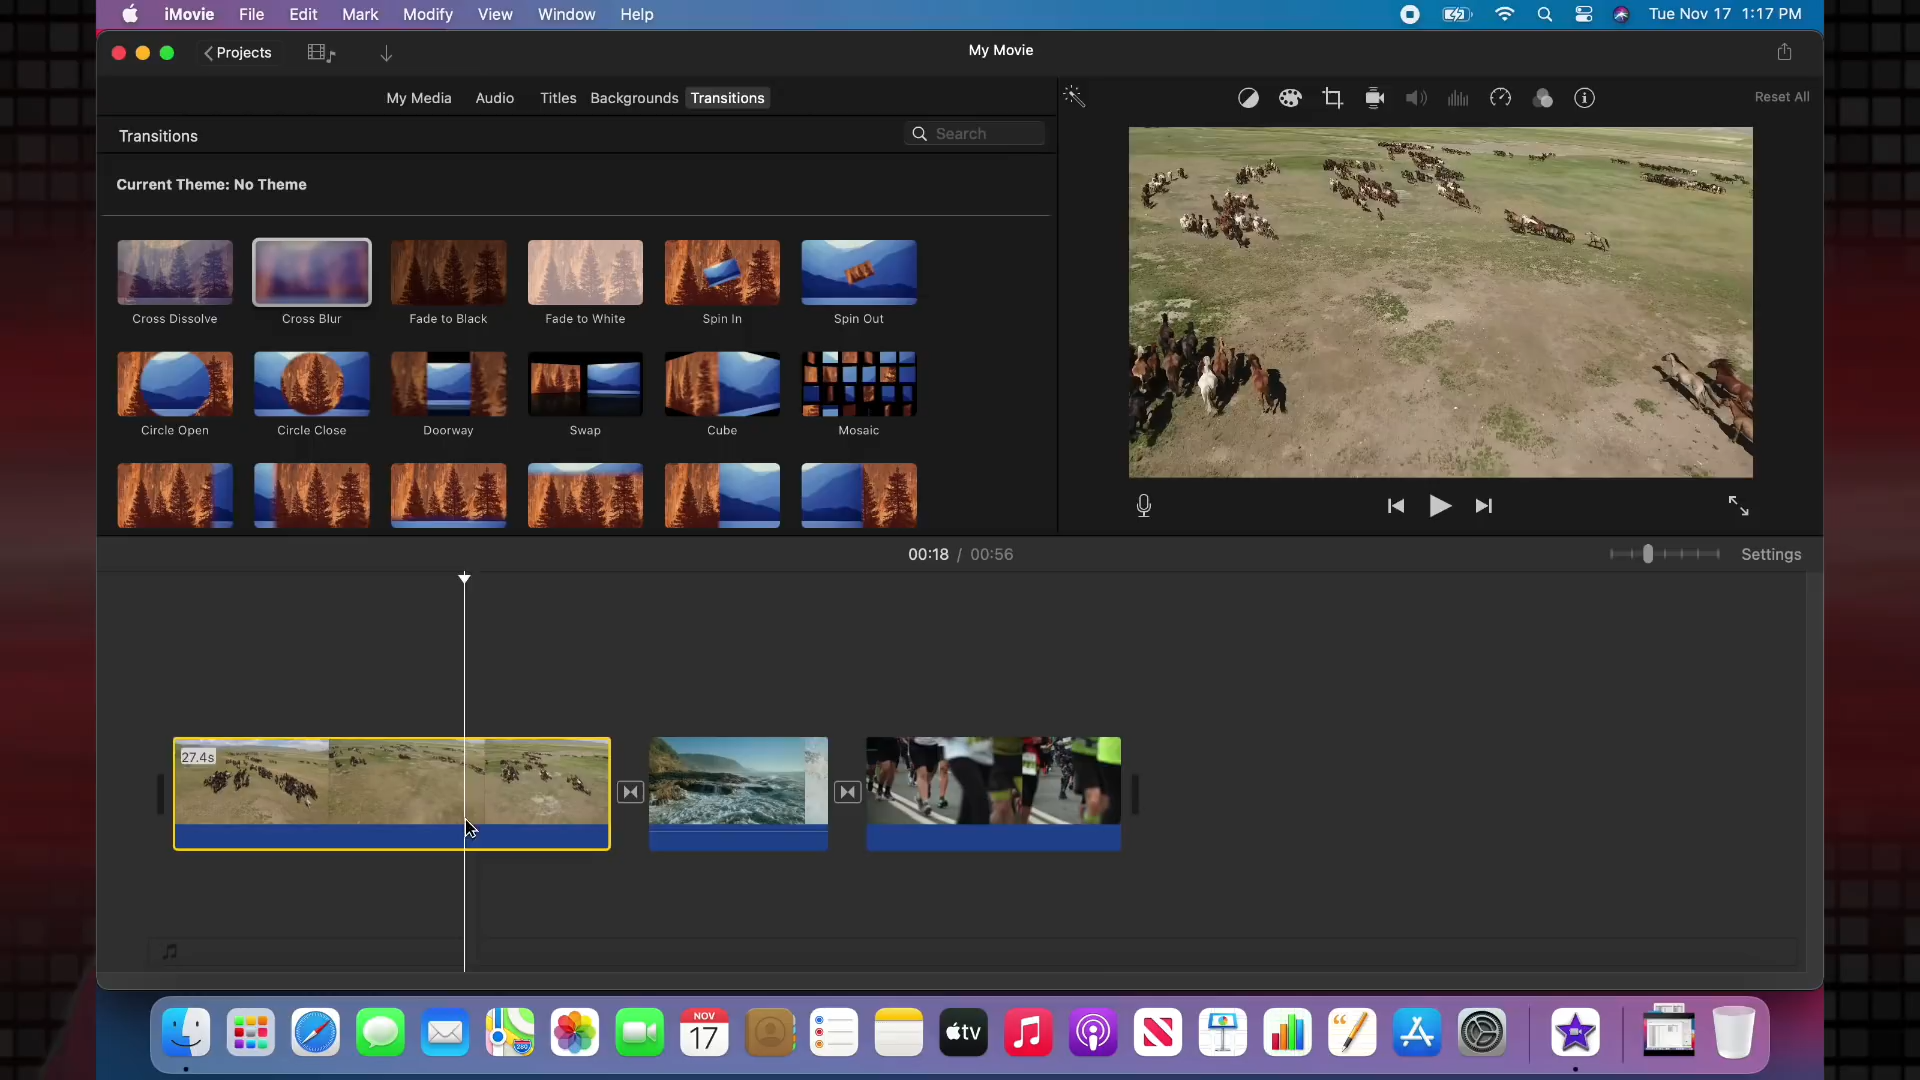 iMovie File Edit Mark Modify View Window Help Tue Nov 17 1:17 PM
Projects My Movie
My Media Audio Titles Backgrounds Transitions Reset All
Transitions Search
Current Theme: No Theme
Cross Dissolve Cross Blur Fade to Black Fade to White Spin In Spin Out
Circle Open Circle Close Doorway Swap Cube Mosaic
00:18 / 00:56 Settings
27.4s
NOV
17
280
tv